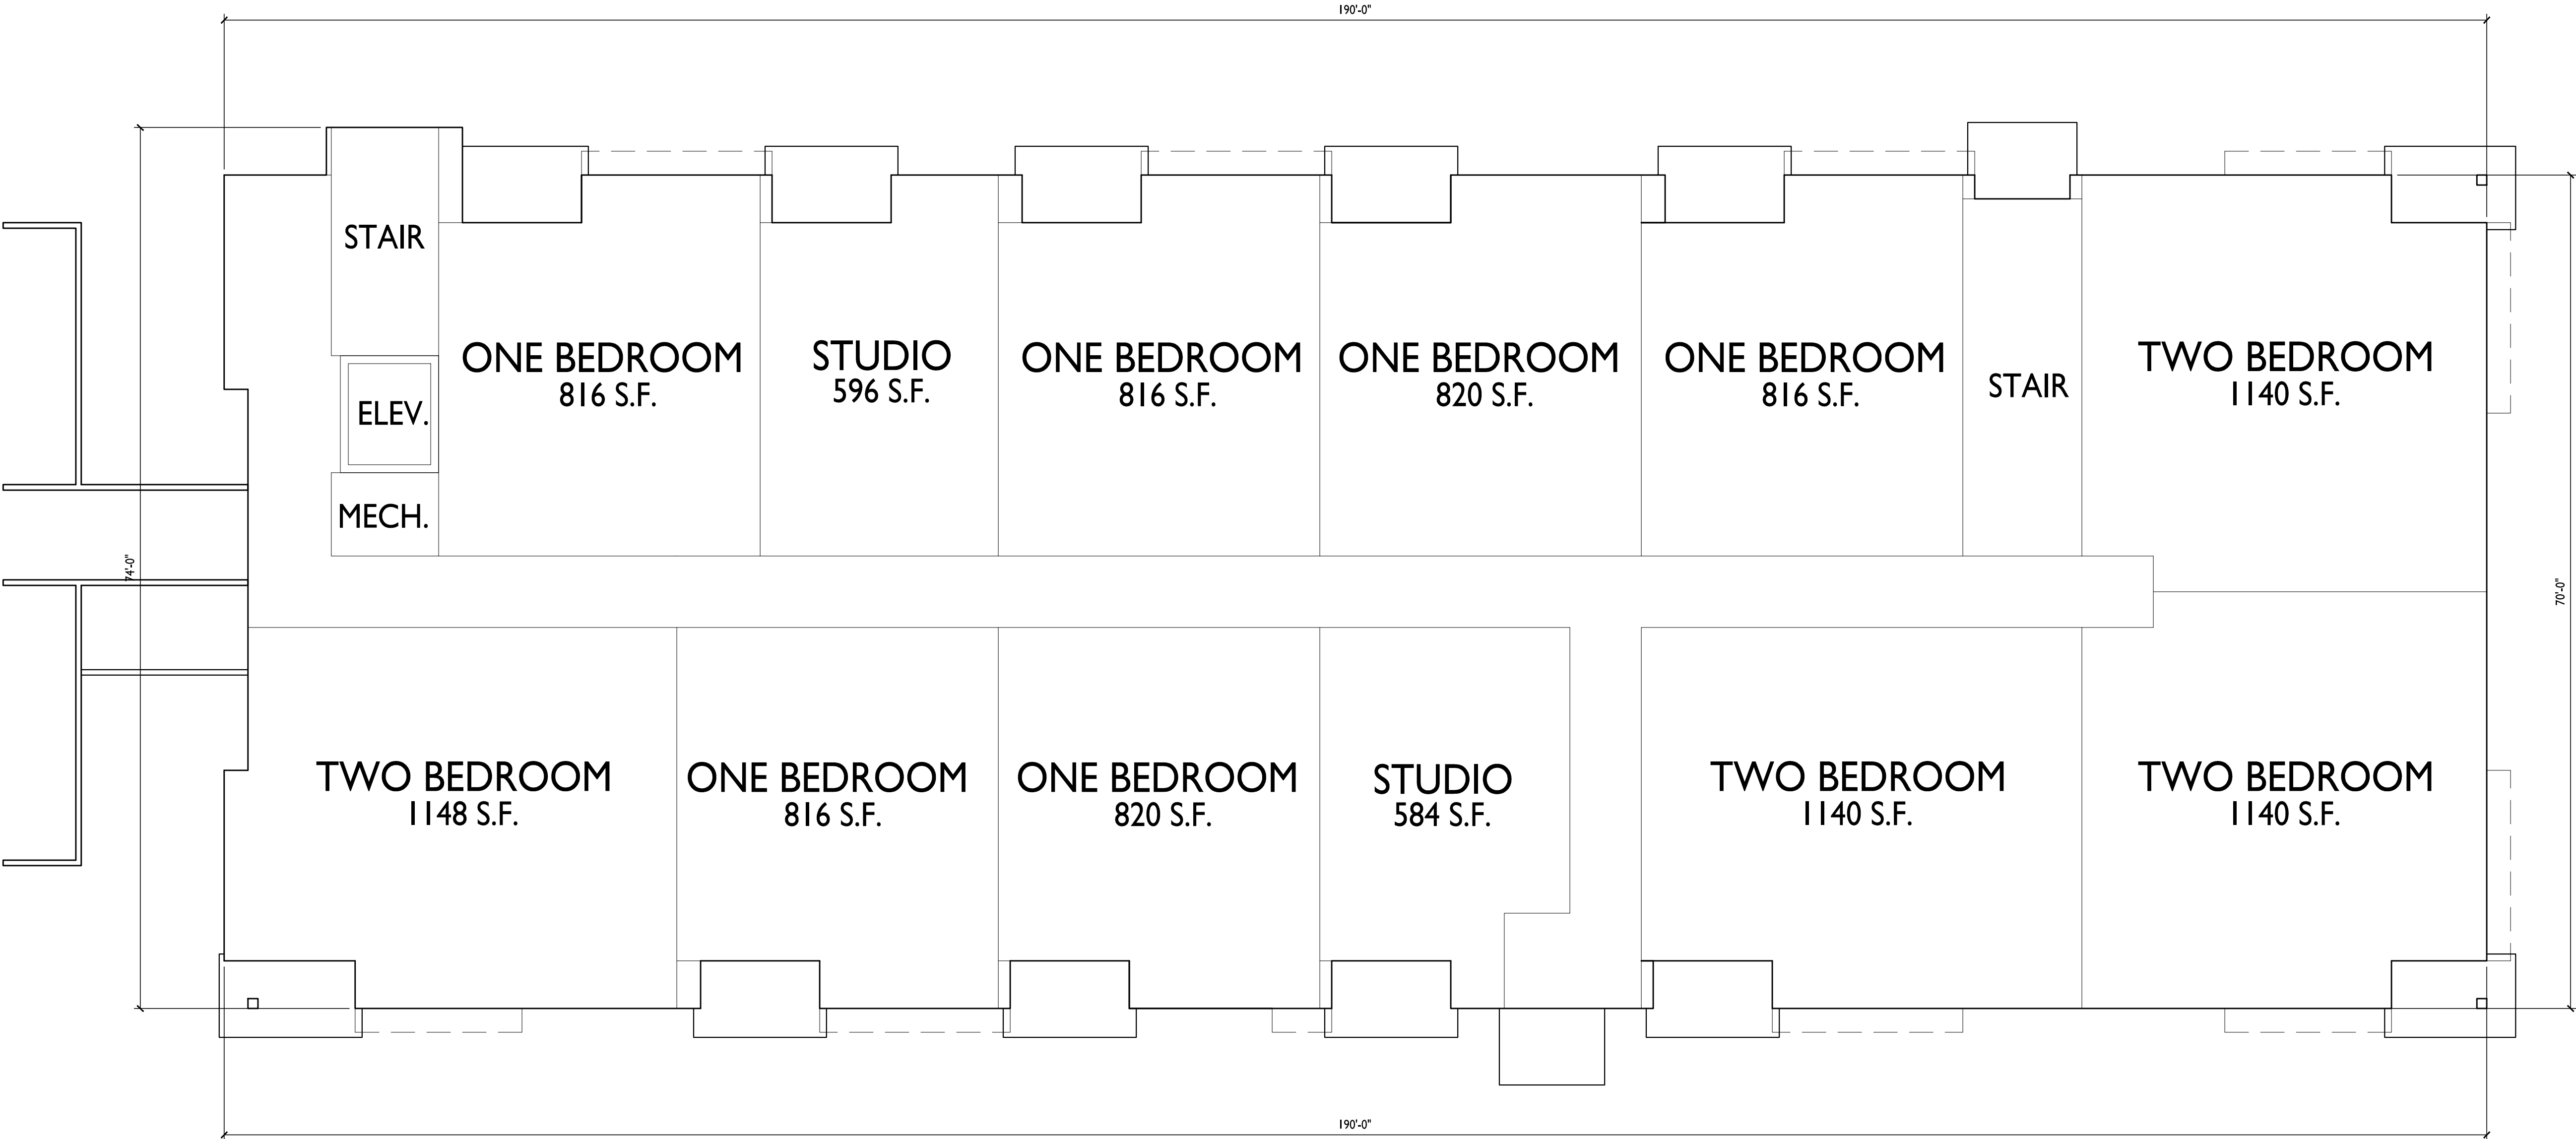 190'-0"
STAIR
ONE BEDROOM
816 S.F.
STUDIO
596 S.F.
ONE BEDROOM
816 S.F.
ONE BEDROOM
820 S.F.
ONE BEDROOM
816 S.F.
STAIR
TWO BEDROOM
1140 S.F.
ELEV.
MECH.
74'-0"
70'-0"
TWO BEDROOM
1148 S.F.
ONE BEDROOM
816 S.F.
ONE BEDROOM
820 S.F.
STUDIO
584 S.F.
TWO BEDROOM
1140 S.F.
TWO BEDROOM
1140 S.F.
190'-0"